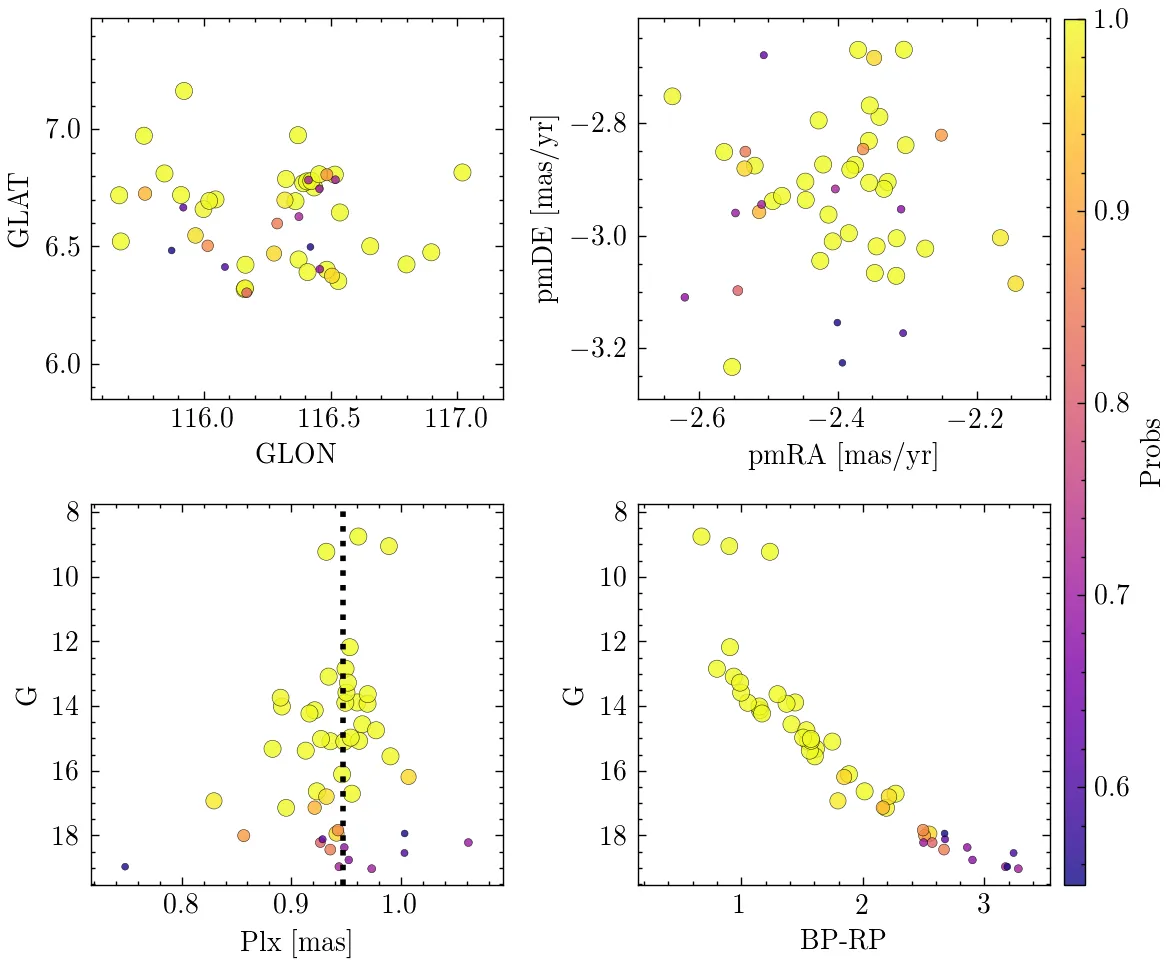 7.0
6.5
6.0
GLAT
116.0 116.5 117.0
GLON
−2.8
−3.0
−3.2
pmDE [mas/yr]
−2.6 −2.4 −2.2
pmRA [mas/yr]
1.0
0.9
0.8
0.7
0.6
Probs
8
10
12
14
16
18
G
0.8 0.9 1.0
Plx [mas]
8
10
12
14
16
18
G
1 2 3
BP-RP